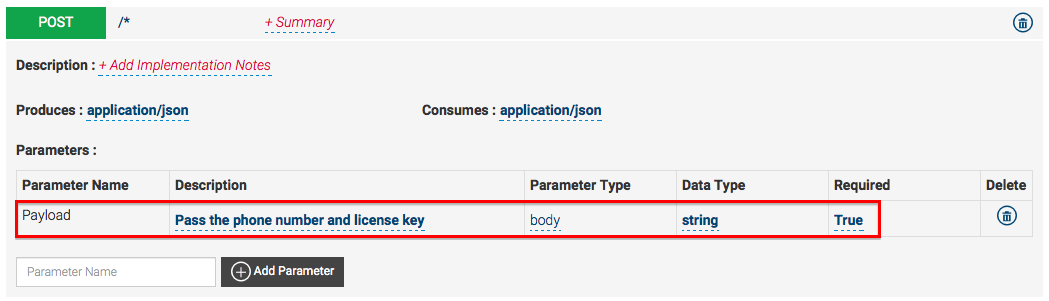 POST /* + Summary
Description : + Add Implementation Notes
Produces : application/json Consumes : application/json
Parameters :
Parameter Name Description Parameter Type Data Type Required Delete
Payload Pass the phone number and license key body string True
Parameter Name Add Parameter